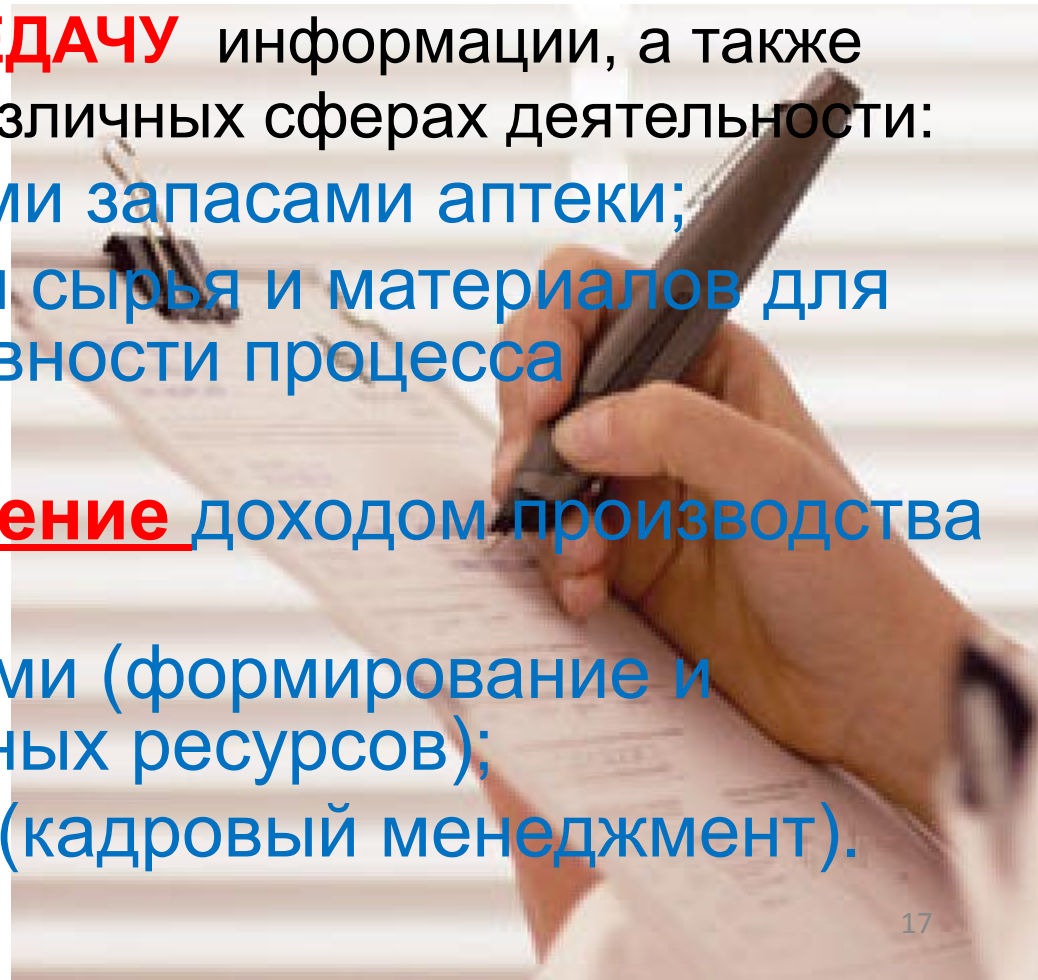 ЕДАЧУ информации, а также
зличных сферах деятельности:
ми запасами аптеки;
и сырья и материалов для
вности процесса
ение доходом производства
ми (формирование и
ных ресурсов);
(кадровый менеджмент).
17